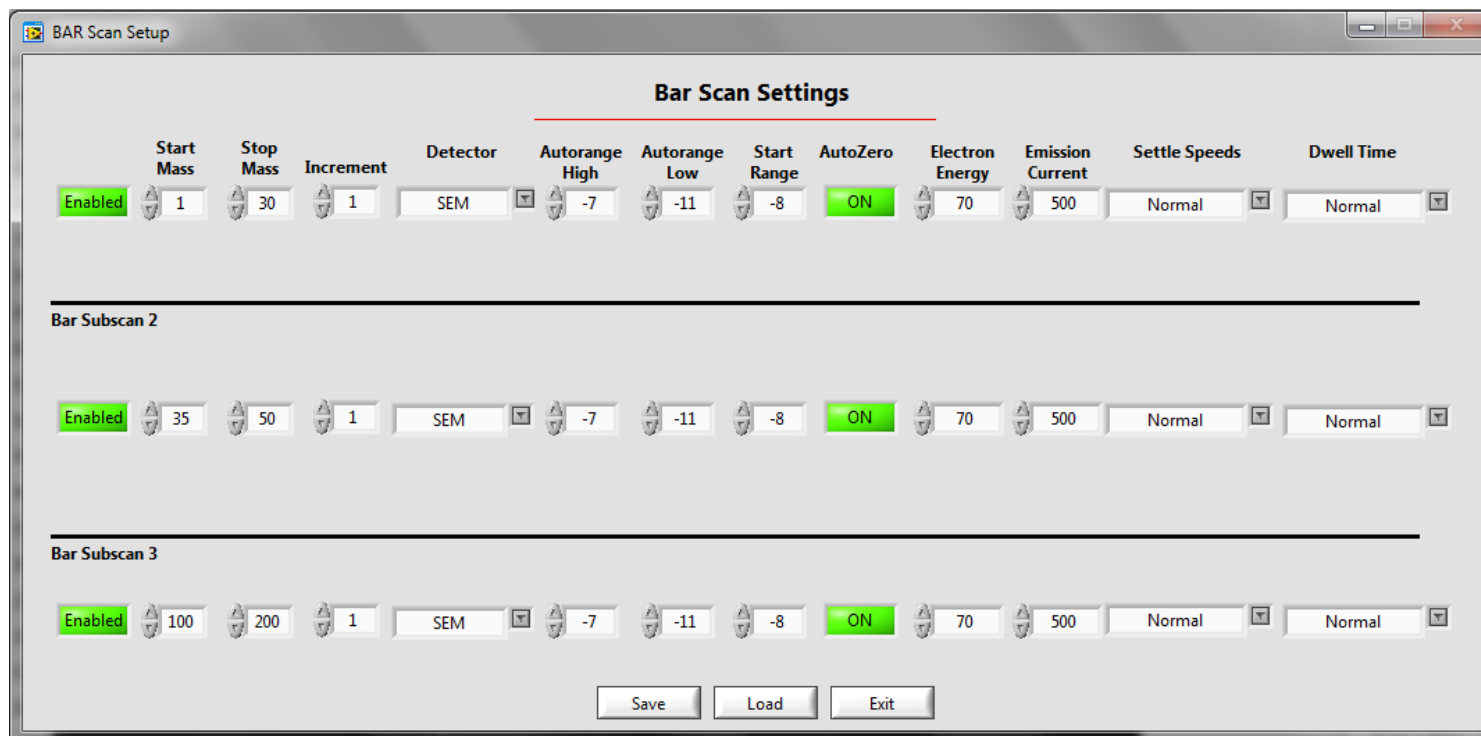 BAR Scan Setup
Bar Scan Settings
Start Mass Stop Mass Increment Detector Autorange High Autorange Low Start Range AutoZero Electron Energy Emission Current Settle Speeds Dwell Time
Enabled 1 30 1 SEM -7 -11 -8 ON 70 500 Normal Normal
Bar Subscan 2
Enabled 35 50 1 SEM -7 -11 -8 ON 70 500 Normal Normal
Bar Subscan 3
Enabled 100 200 1 SEM -7 -11 -8 ON 70 500 Normal Normal
Save Load Exit